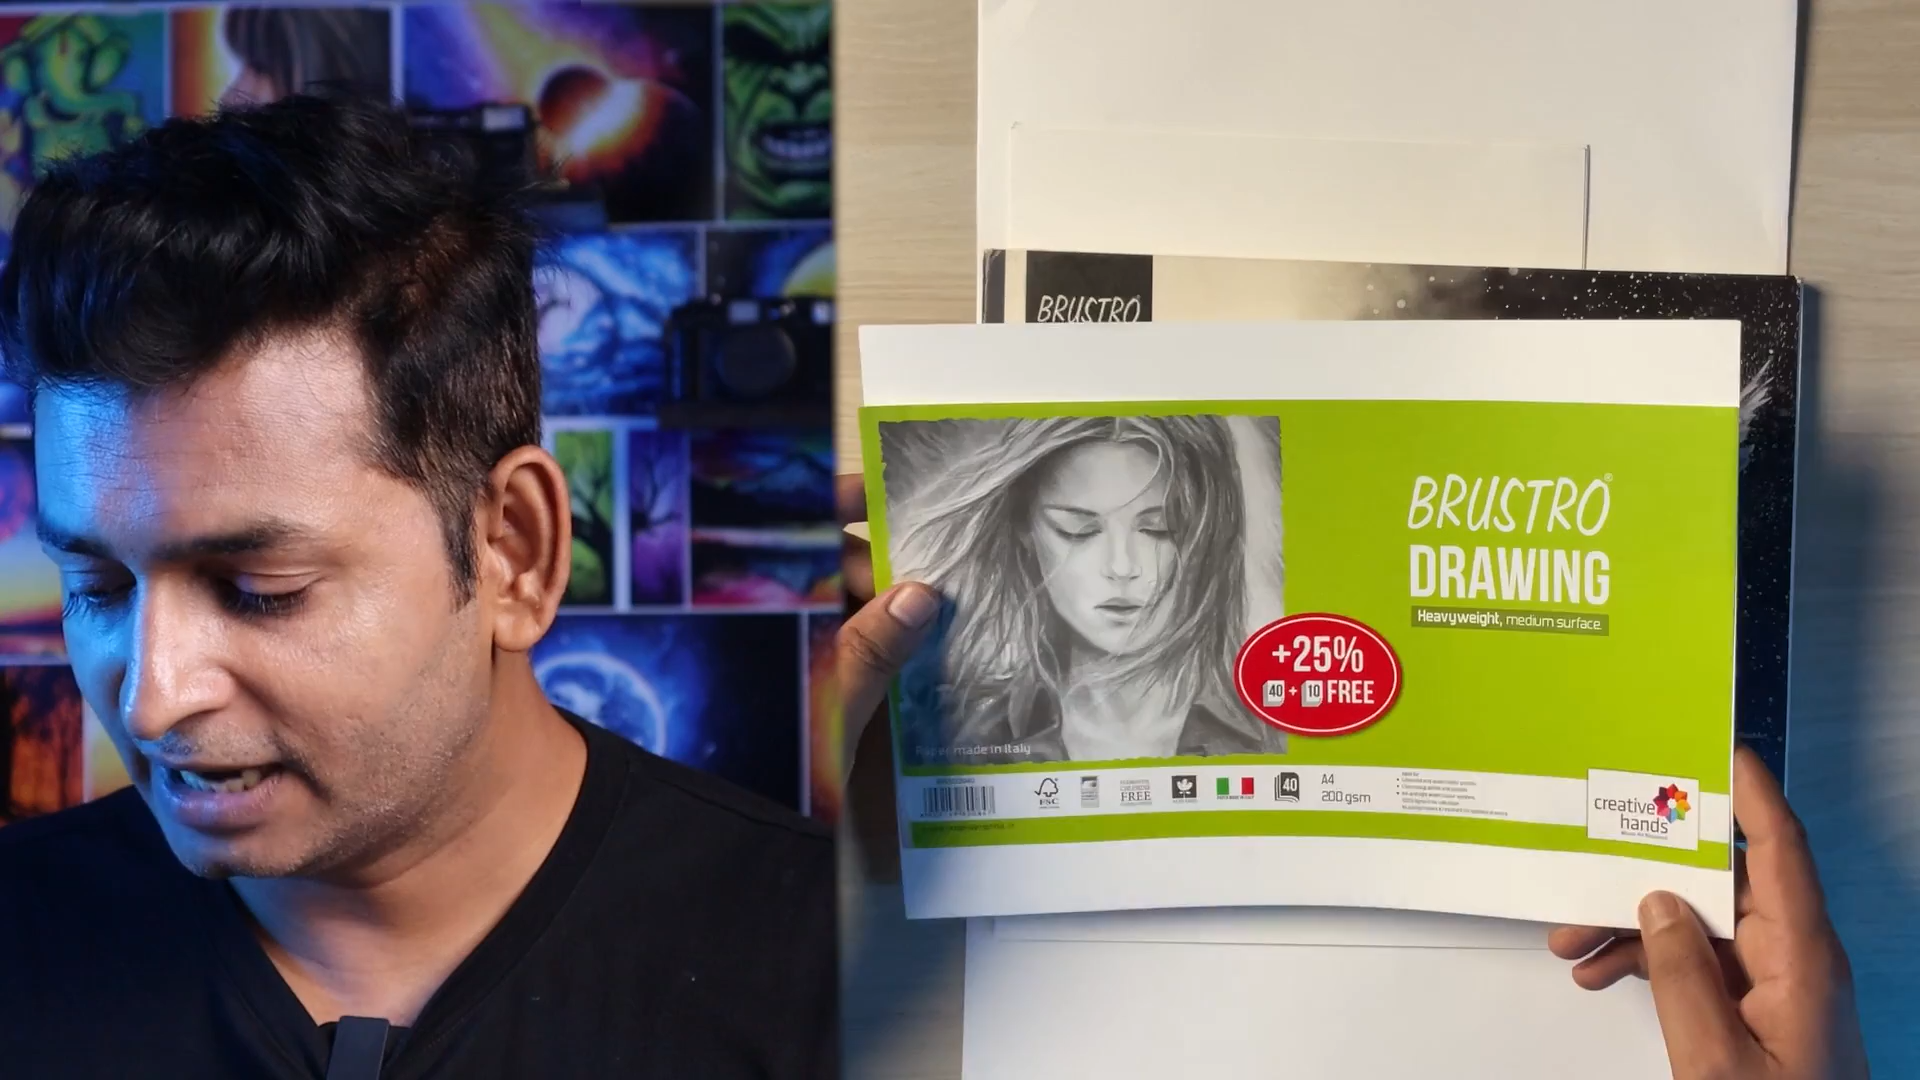 BRUSTRO
BRUSTRO®
DRAWING
Heavyweight, medium surface
+25%
40 + 10 FREE
Paper made in Italy
FSC
FREE
40
A4
200 gsm
creative
hands